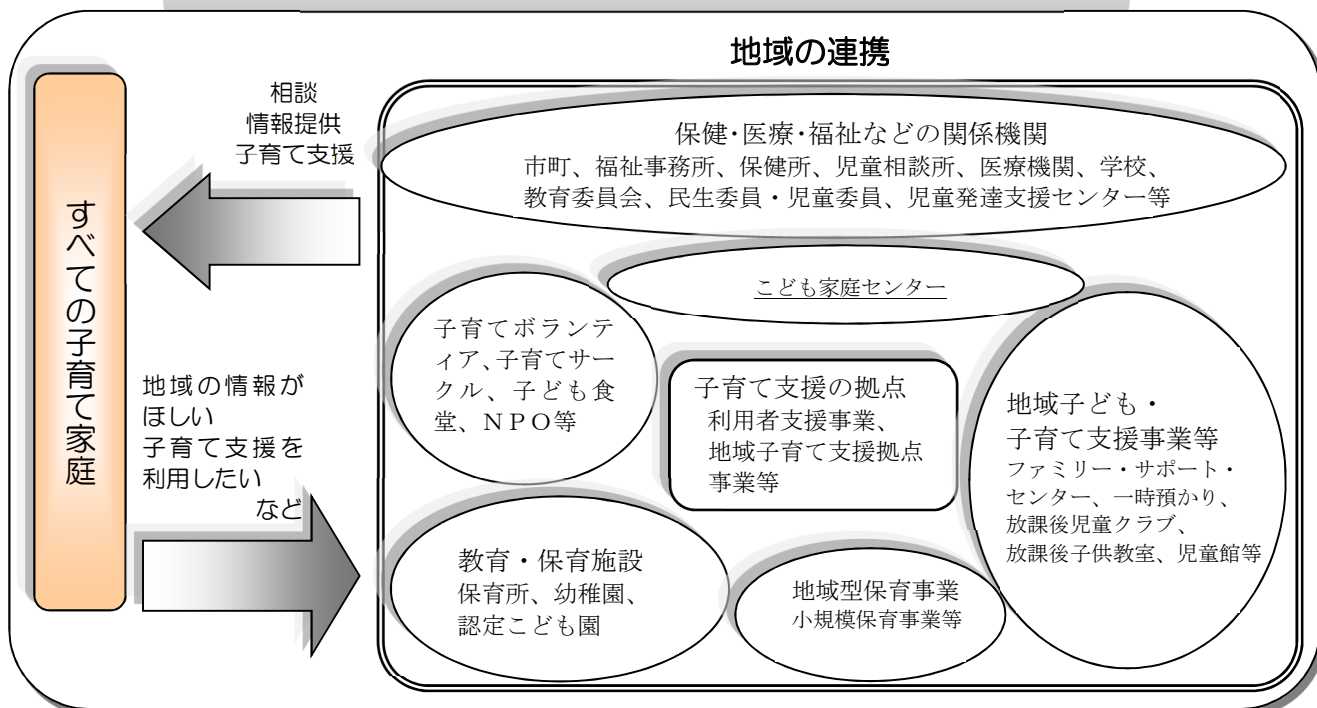 地域の連携
すべての子育て家庭
相談
情報提供
子育て支援
地域の情報が
ほしい
子育て支援を
利用したい
など
保健・医療・福祉などの関係機関
市町、福祉事務所、保健所、児童相談所、医療機関、学校、
教育委員会、民生委員・児童委員、児童発達支援センター等
こども家庭センター
子育てボランテ
ィア、子育てサー
クル、子ども食
堂、ＮＰＯ等
子育て支援の拠点
利用者支援事業、
地域子育て支援拠点
事業等
地域子ども・
子育て支援事業等
ファミリー・サポート・
センター、一時預かり、
放課後児童クラブ、
放課後子供教室、児童館等
教育・保育施設
保育所、幼稚園、
認定こども園
地域型保育事業
小規模保育事業等